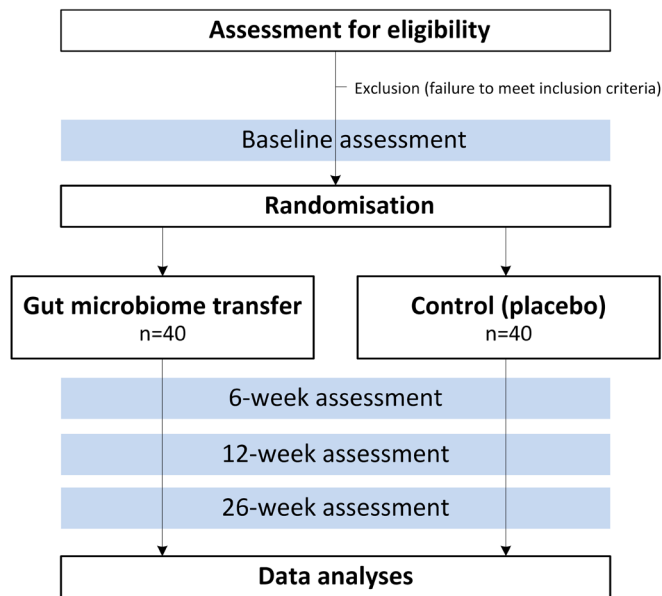 Assessment for eligibility
Exclusion (failure to meet inclusion criteria)
Baseline assessment
Randomisation
Gut microbiome transfer
n=40
Control (placebo)
n=40
6-week assessment
12-week assessment
26-week assessment
Data analyses